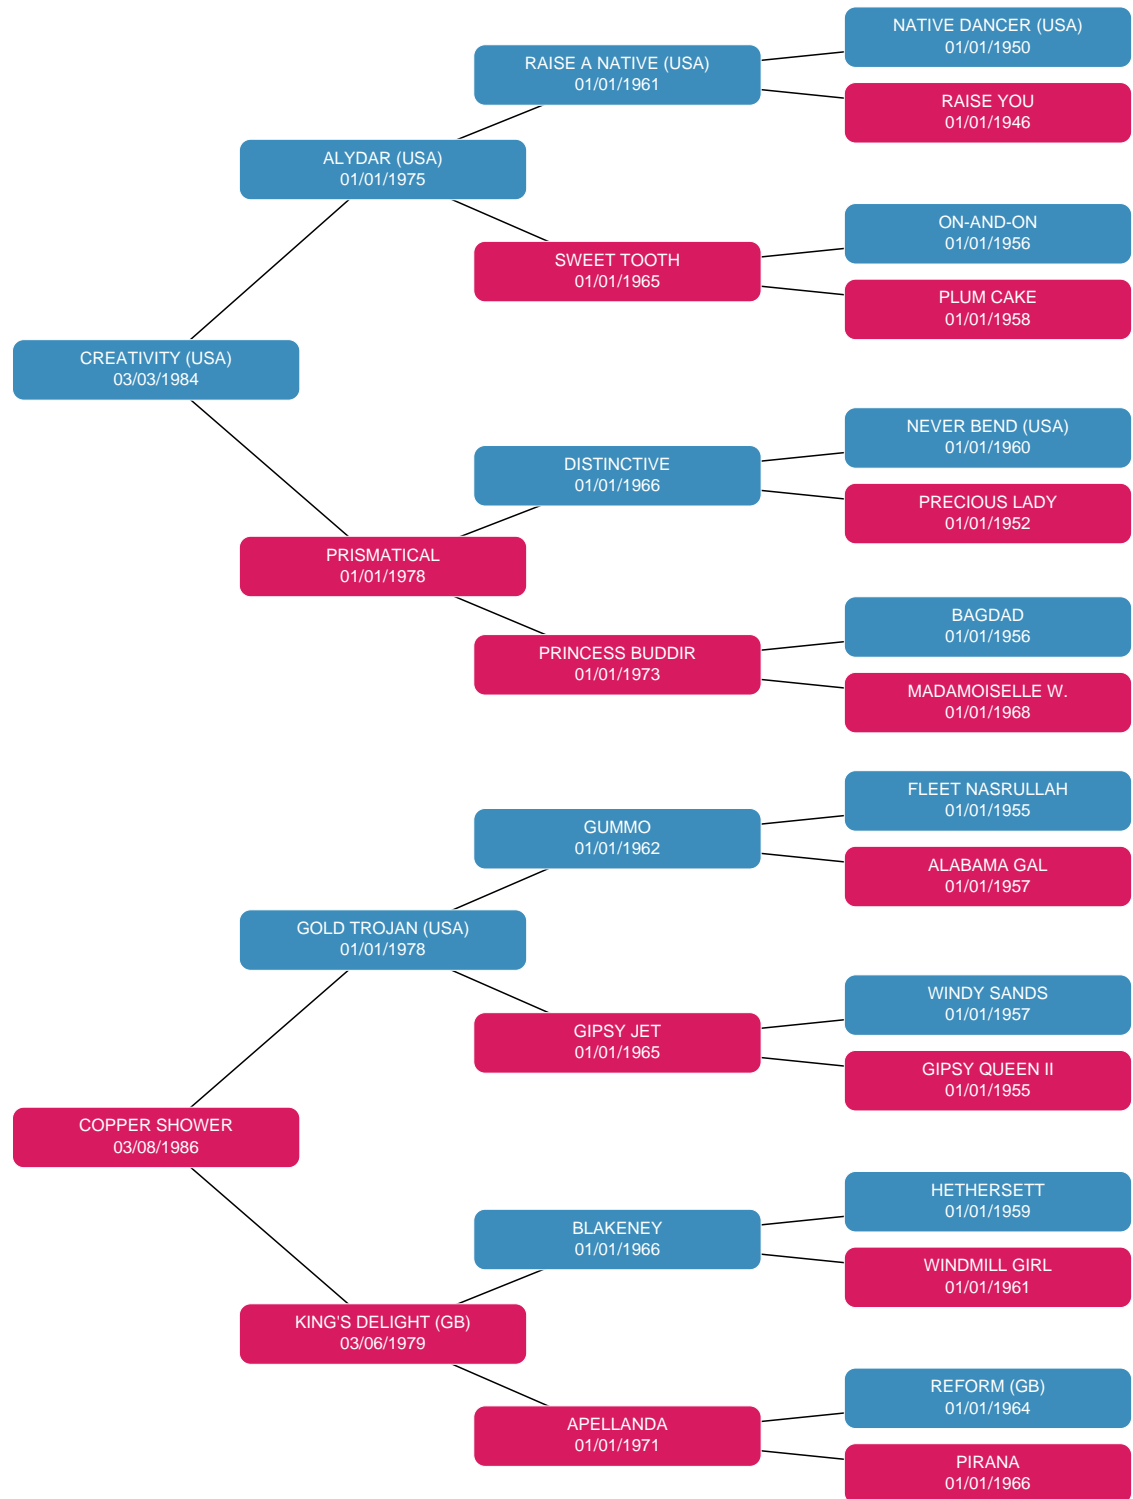 NATIVE DANCER (USA)
01/01/1950
RAISE A NATIVE (USA)
01/01/1961
RAISE YOU
01/01/1946
ALYDAR (USA)
01/01/1975
ON-AND-ON
01/01/1956
SWEET TOOTH
01/01/1965
PLUM CAKE
01/01/1958
CREATIVITY (USA)
03/03/1984
NEVER BEND (USA)
01/01/1960
DISTINCTIVE
01/01/1966
PRECIOUS LADY
01/01/1952
PRISMATICAL
01/01/1978
BAGDAD
01/01/1956
PRINCESS BUDDIR
01/01/1973
MADAMOISELLE W.
01/01/1968
FLEET NASRULLAH
01/01/1955
GUMMO
01/01/1962
ALABAMA GAL
01/01/1957
GOLD TROJAN (USA)
01/01/1978
WINDY SANDS
01/01/1957
GIPSY JET
01/01/1965
GIPSY QUEEN II
01/01/1955
COPPER SHOWER
03/08/1986
HETHERSETT
01/01/1959
BLAKENEY
01/01/1966
WINDMILL GIRL
01/01/1961
KING'S DELIGHT (GB)
03/06/1979
REFORM (GB)
01/01/1964
APELLANDA
01/01/1971
PIRANA
01/01/1966